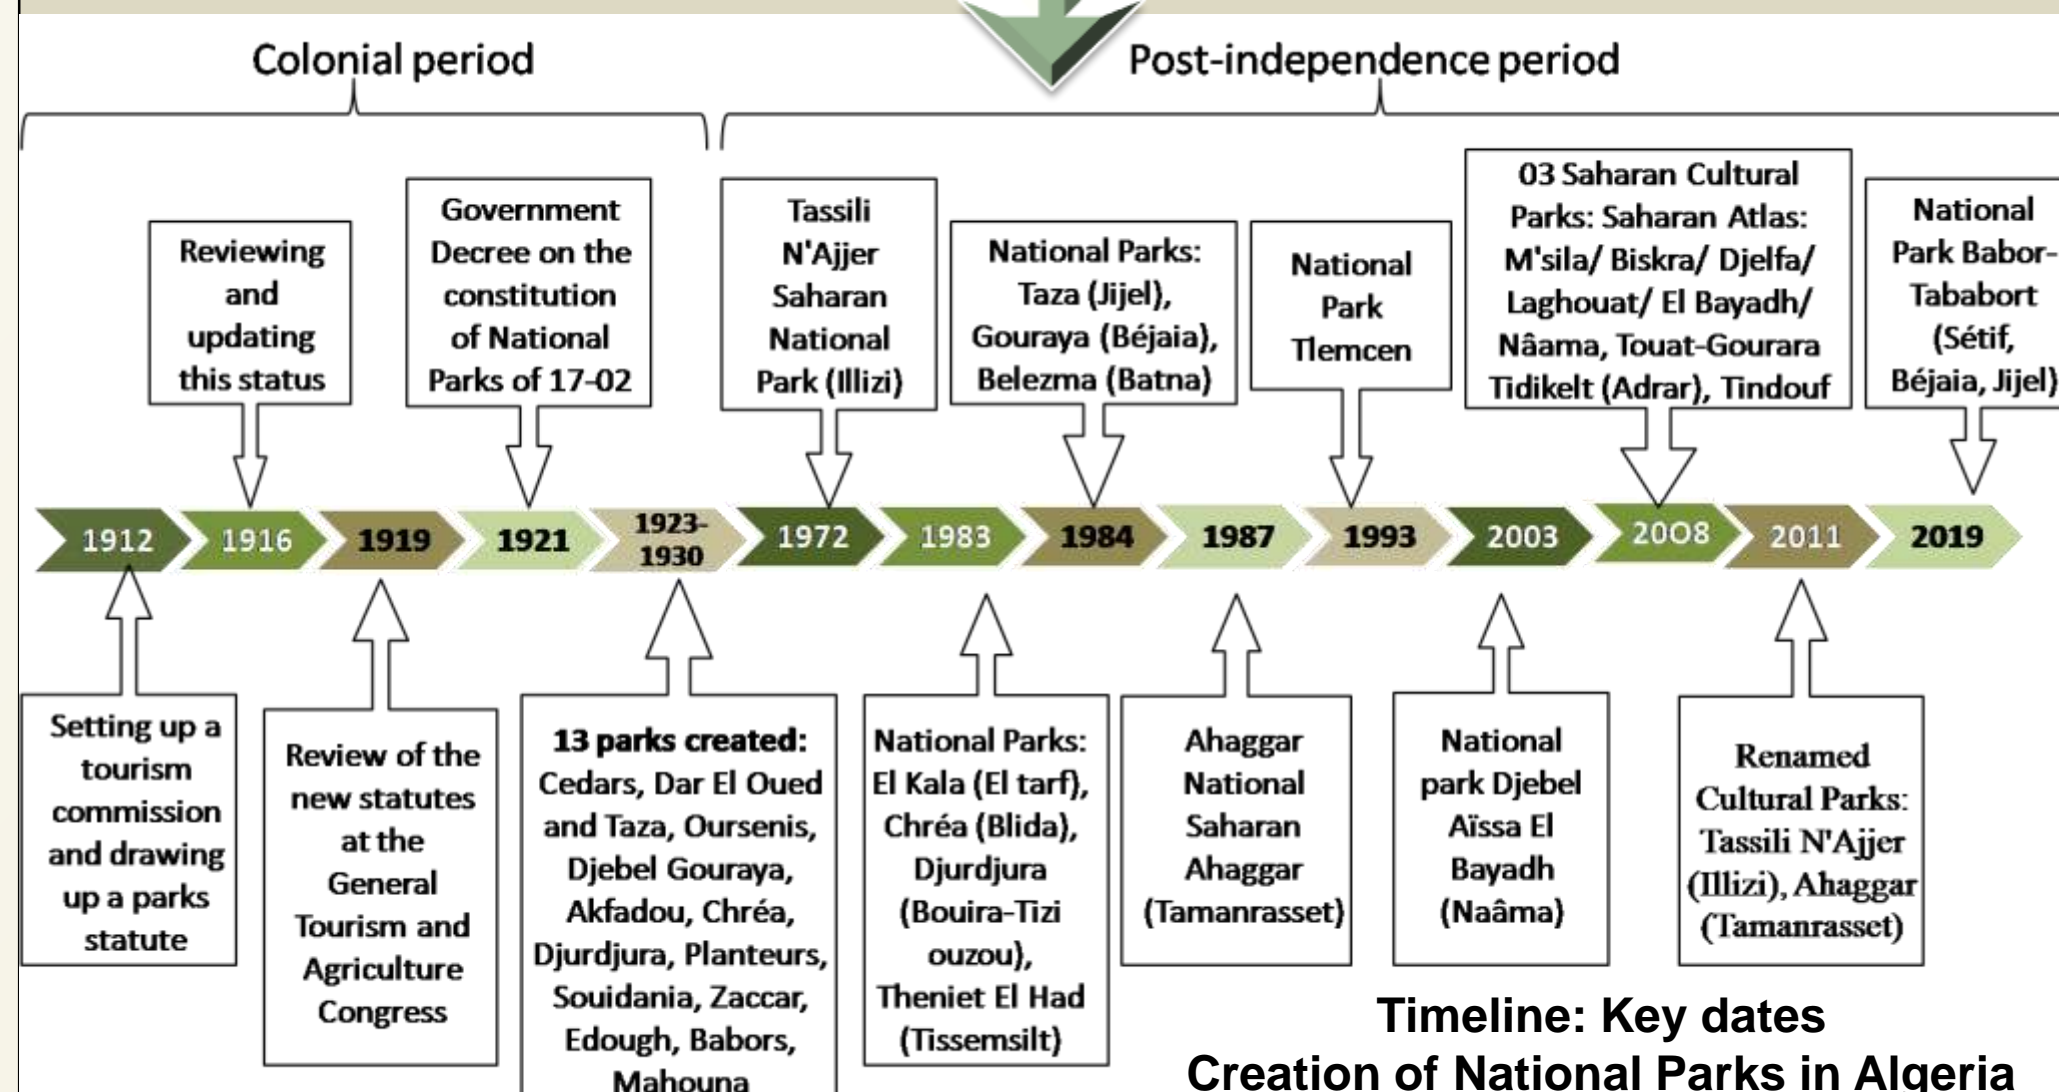 Colonial period
Post-independence period
Reviewing
and
updating
this status
Government
Decree on the
constitution
of National
Parks of 17-02
Tassili
N'Ajjer
Saharan
National
Park (Illizi)
National Parks:
Taza (Jijel),
Gouraya (Béjaia),
Belezma (Batna)
National
Park
Tlemcen
03 Saharan Cultural
Parks: Saharan Atlas:
M'sila/ Biskra/ Djelfa/
Laghouat/ El Bayadh/
Nâama, Touat-Gourara
Tidikelt (Adrar), Tindouf
National
Park Babor-
Tababort
(Sétif,
Béjaia, Jijel)
1912
1916
1919
1921
1923-
1930
1972
1983
1984
1987
1993
2003
2008
2011
2019
Setting up a
tourism
commission
and drawing
up a parks
statute
Review of the
new statutes
at the
General
Tourism and
Agriculture
Congress
13 parks created:
Cedars, Dar El Oued
and Taza, Oursenis,
Djebel Gouraya,
Akfadou, Chréa,
Djurdjura, Planteurs,
Souidania, Zaccar,
Edough, Babors,
Mahouna
National Parks:
El Kala (El tarf),
Chréa (Blida),
Djurdjura
(Bouira-Tizi
ouzou),
Theniet El Had
(Tissemsilt)
Ahaggar
National
Saharan
Ahaggar
(Tamanrasset)
National
park Djebel
Aïssa El
Bayadh
(Naâma)
Renamed
Cultural Parks:
Tassili N'Ajjer
(Illizi), Ahaggar
(Tamanrasset)
Timeline: Key dates
Creation of National Parks in Algeria